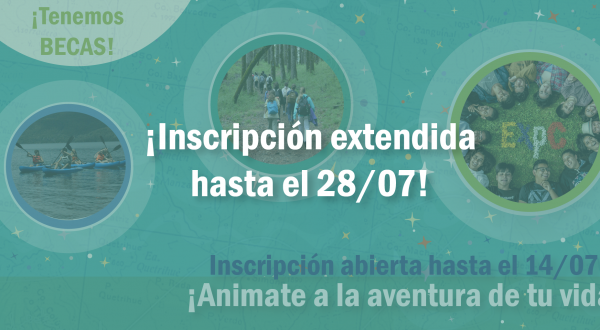 ¡Tenemos
BECAS!
EVPC
¡Inscripción extendida
hasta el 28/07!
Inscripción abierta hasta el 14/07
¡Animate a la aventura de tu vida